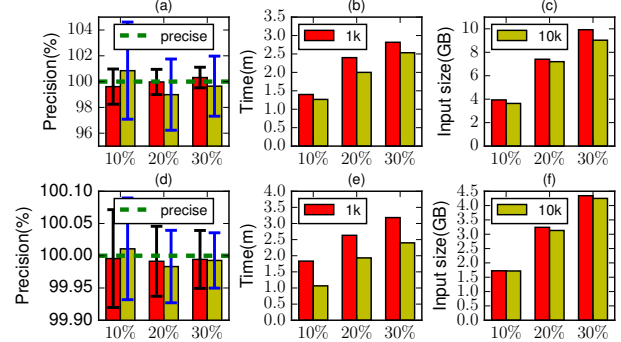 (a) (b) (c)
Precision(%)
104
102
100
98
96
precise
10% 20% 30%
Time(m)
3.5
3.0
2.5
2.0
1.5
1.0
0.5
0.0
1k
10% 20% 30%
Input size(GB)
10
8
6
4
2
0
10k
10% 20% 30%
(d) (e) (f)
Precision(%)
100.10
100.05
100.00
99.95
99.90
precise
10% 20% 30%
Time(m)
4.0
3.5
3.0
2.5
2.0
1.5
1.0
0.5
0.0
1k
10% 20% 30%
Input size(GB)
4.5
4.0
3.5
3.0
2.5
2.0
1.5
1.0
0.5
0.0
10k
10% 20% 30%